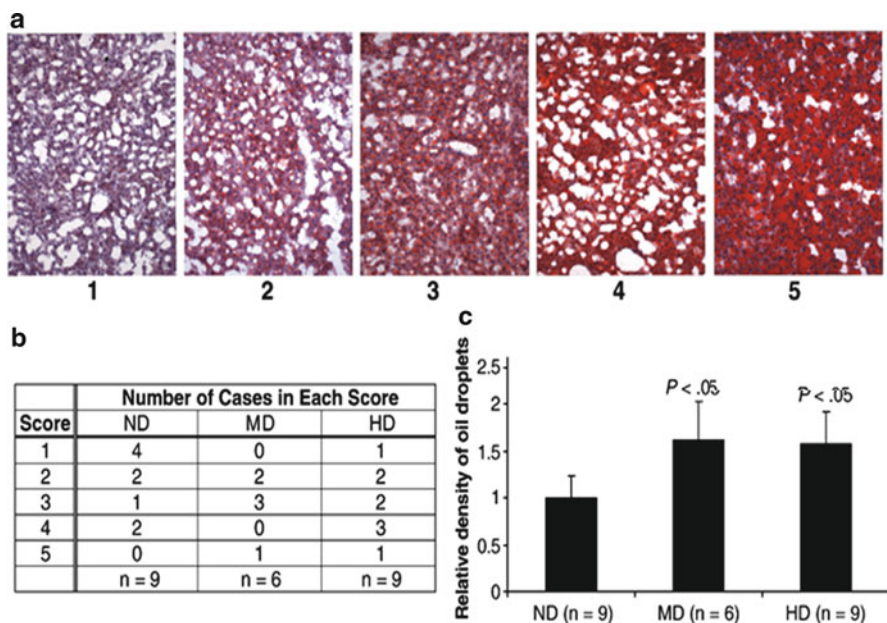 a
1 2 3 4 5
b
Number of Cases in Each Score
Score ND MD HD
1 4 0 1
2 2 2 2
3 1 3 2
4 2 0 3
5 0 1 1
n = 9 n = 6 n = 9
c
Relative density of oil droplets
2.5
2
1.5
1
0.5
0
P < .05
P < .05
ND (n = 9) MD (n = 6) HD (n = 9)